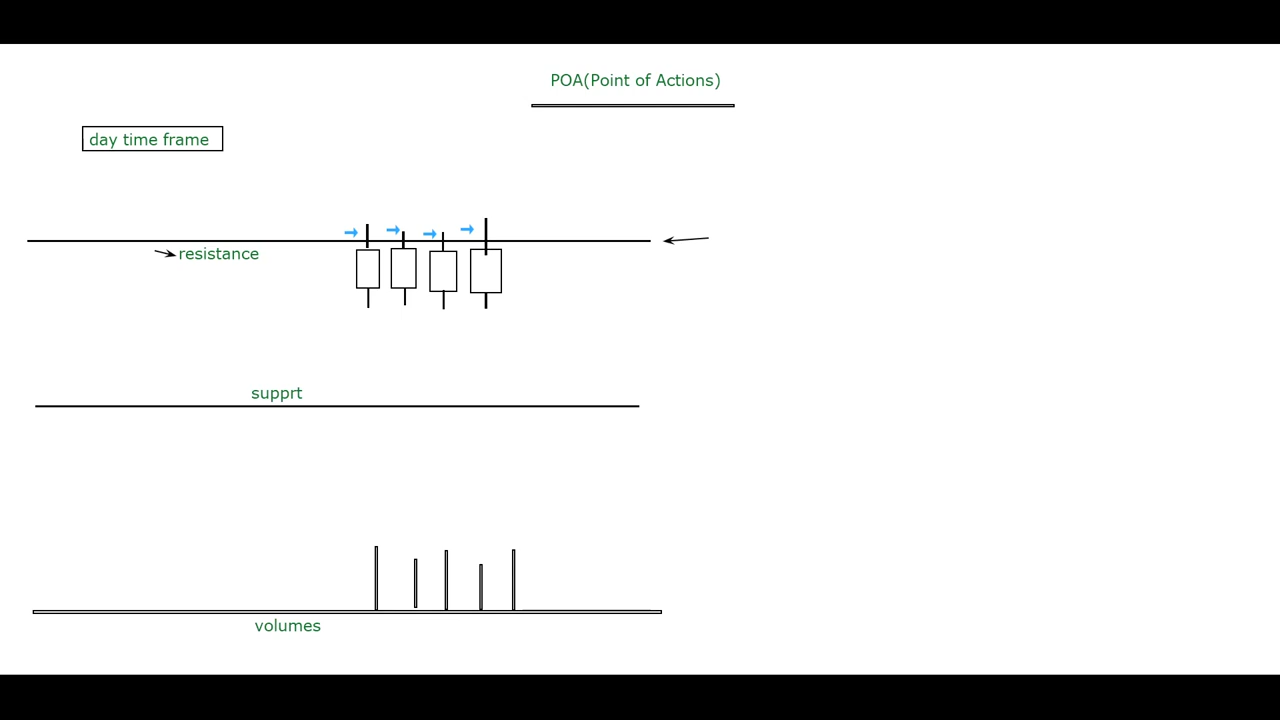 POA(Point of Actions)
day time frame
resistance
supprt
volumes